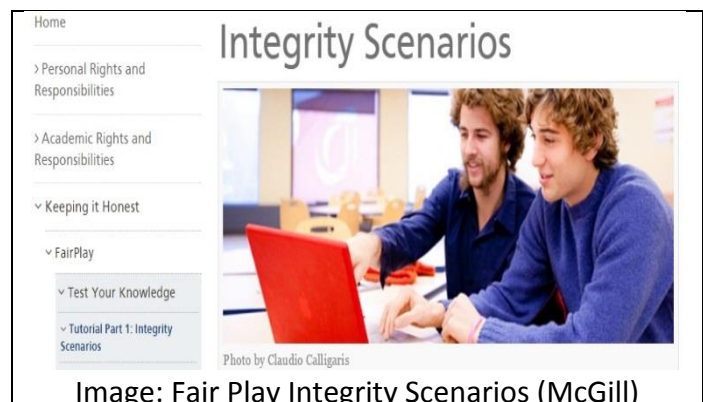 Home
› Personal Rights and
Responsibilities
› Academic Rights and
Responsibilities
˅ Keeping it Honest
˅ FairPlay
˅ Test Your Knowledge
˅ Tutorial Part 1: Integrity
Scenarios
Integrity Scenarios
Photo by Claudio Calligaris
Image: Fair Play Integrity Scenarios (McGill)